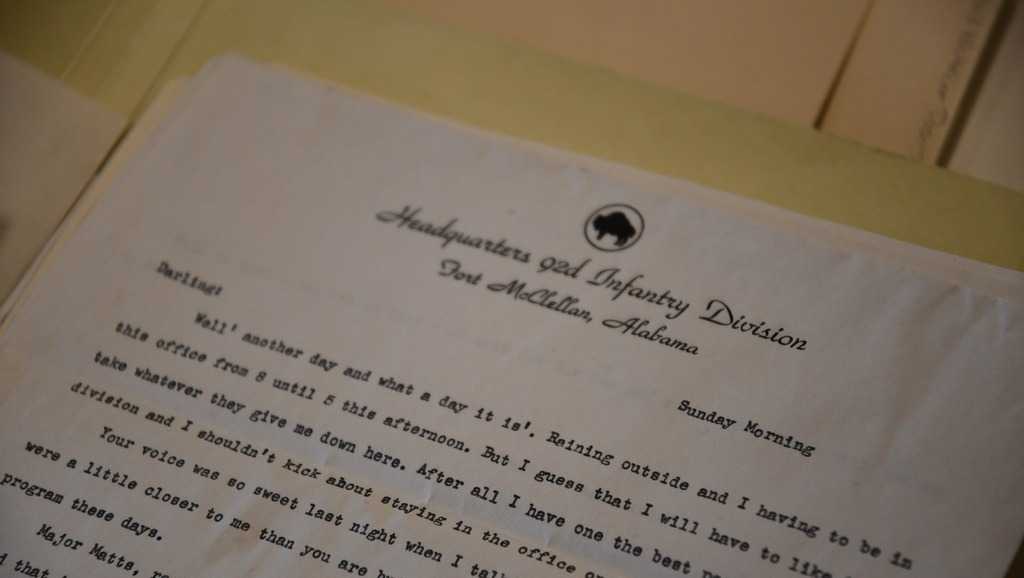 Headquarters 92d Infantry Division
Fort McClellan, Alabama
Sunday Morning
Darling:
Well' another day and what a day it is'. Raining outside and I having to be in
this office from 8 until 5 this afternoon. But I guess that I will have to like
take whatever they give me down here. After all I have one the best
division and I shouldn't kick about staying in the office
Your voice was so sweet last night when I
were a little closer to me than you are
program these days.
Major Matts,